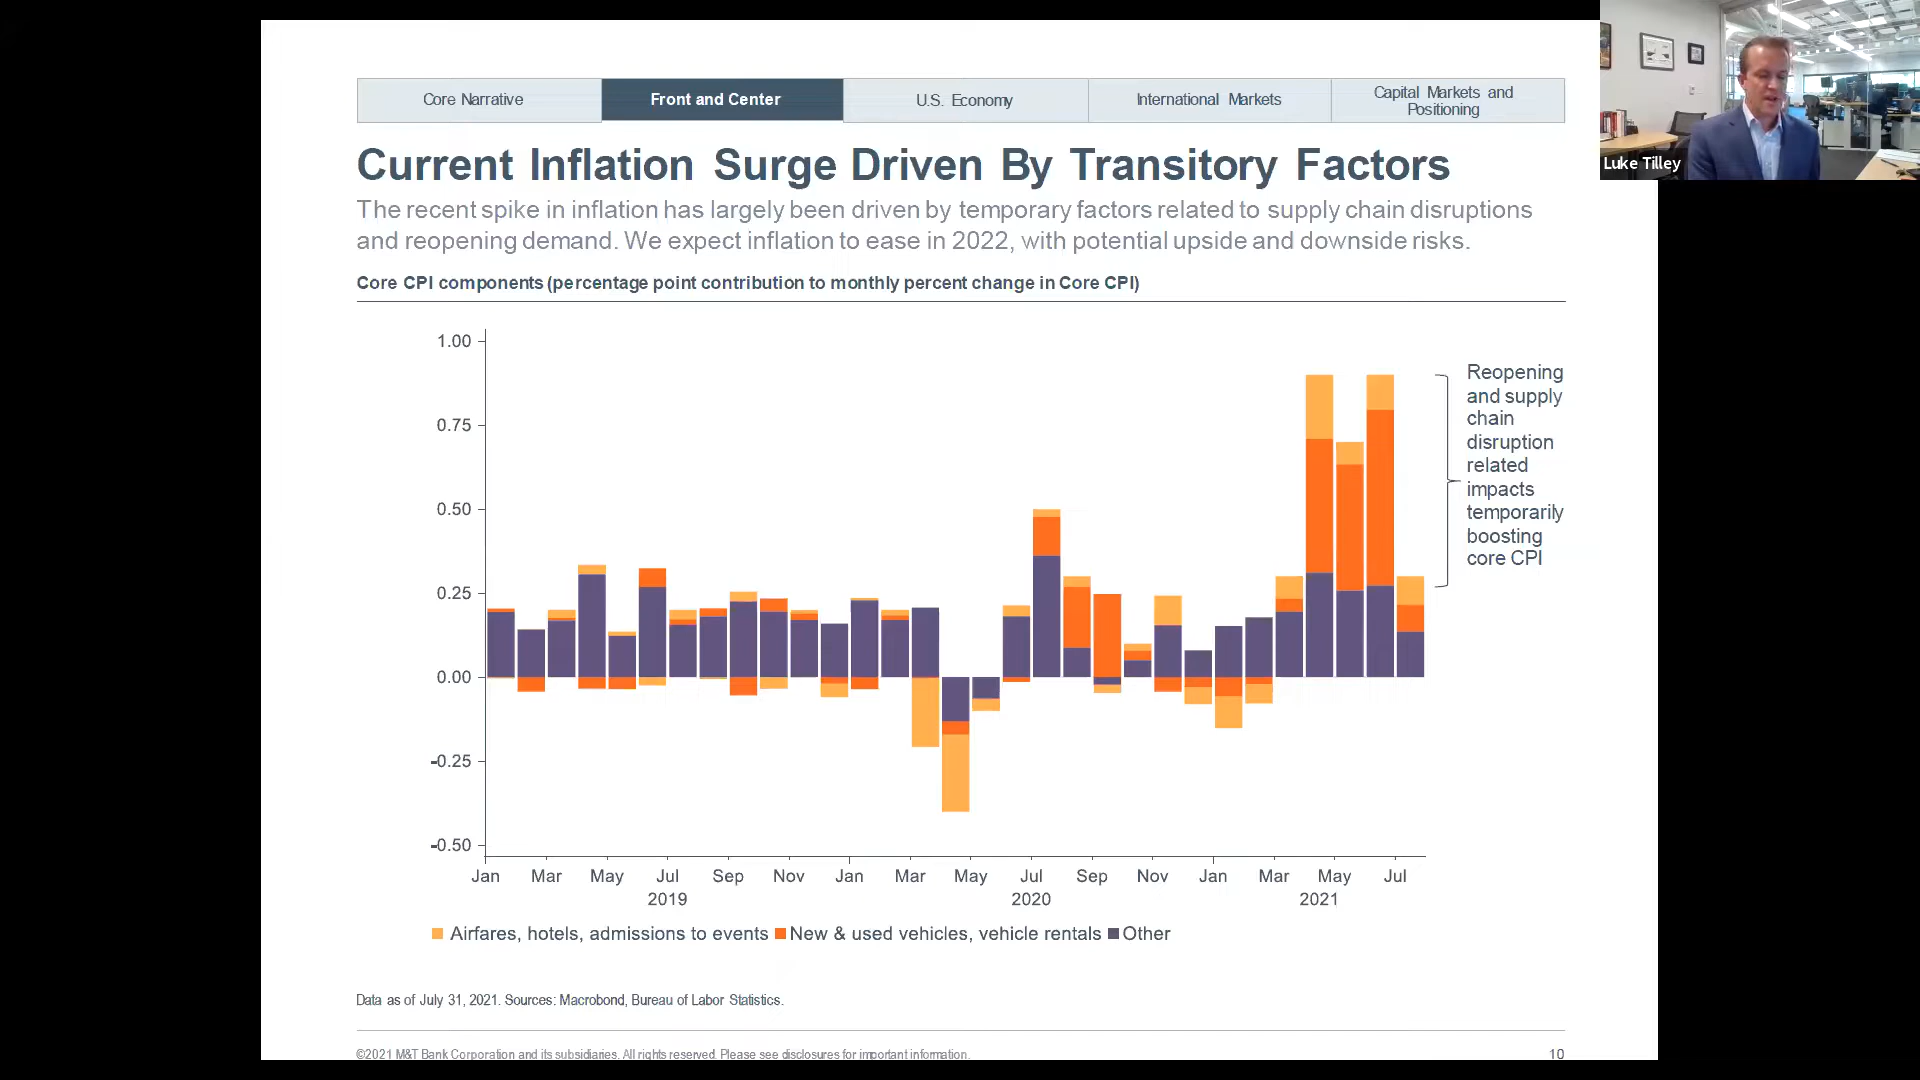 Core Narrative
Front and Center
U.S. Economy
International Markets
Capital Markets and
Positioning
Luke Tilley
Current Inflation Surge Driven By Transitory Factors
The recent spike in inflation has largely been driven by temporary factors related to supply chain disruptions
and reopening demand. We expect inflation to ease in 2022, with potential upside and downside risks.
Core CPI components (percentage point contribution to monthly percent change in Core CPI)
1.00
0.75
0.50
0.25
0.00
-0.25
-0.50
Reopening
and supply
chain
disruption
related
impacts
temporarily
boosting
core CPI
Jan Mar May Jul Sep Nov Jan Mar May Jul Sep Nov Jan Mar May Jul
2019 2020 2021
Airfares, hotels, admissions to events New & used vehicles, vehicle rentals Other
Data as of July 31, 2021. Sources: Macrobond, Bureau of Labor Statistics.
©2021 M&T Bank Corporation and its subsidiaries. All rights reserved. Please see disclosures for important information.
10